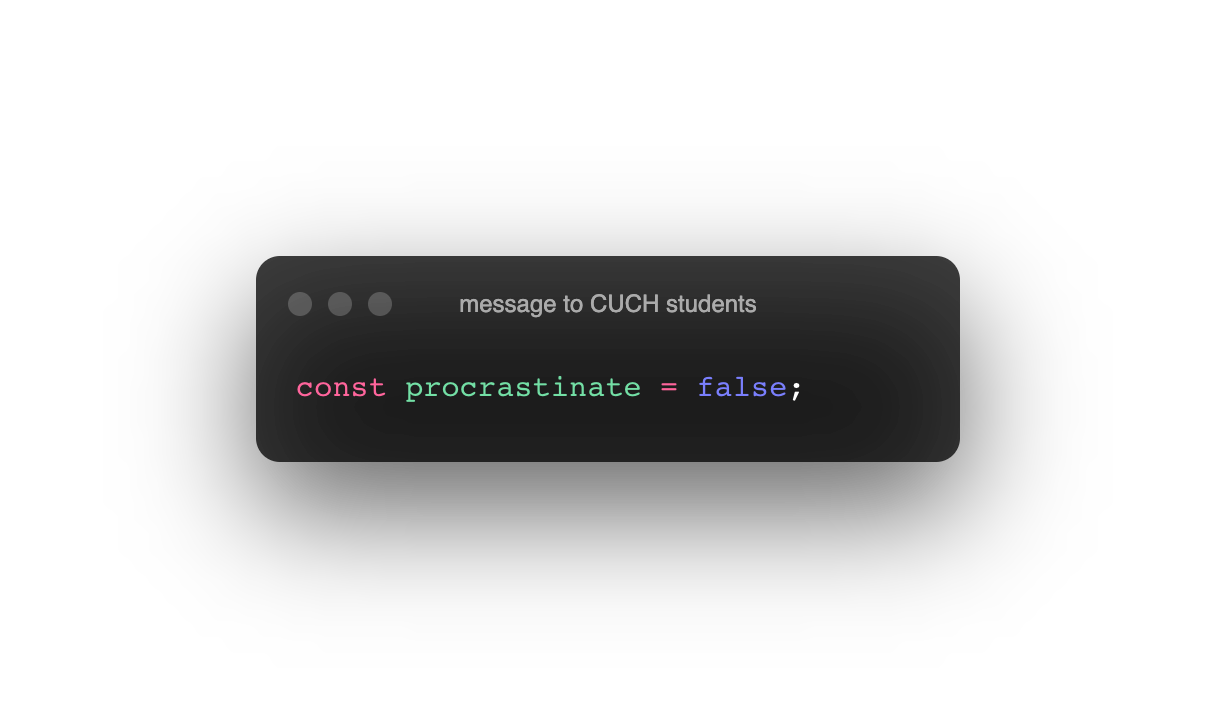 message to CUCH students
const procrastinate = false;